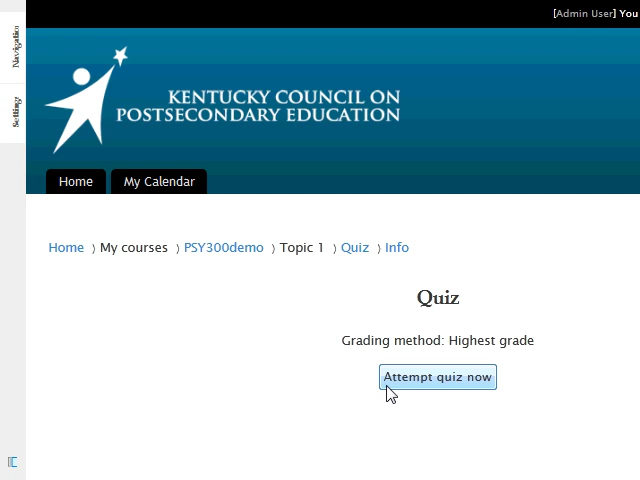 [Admin User] You
Navigation
Settings
KENTUCKY COUNCIL ON
POSTSECONDARY EDUCATION
Home My Calendar
Home 〉 My courses 〉 PSY300demo 〉 Topic 1 〉 Quiz 〉 Info
Quiz
Grading method: Highest grade
Attempt quiz now